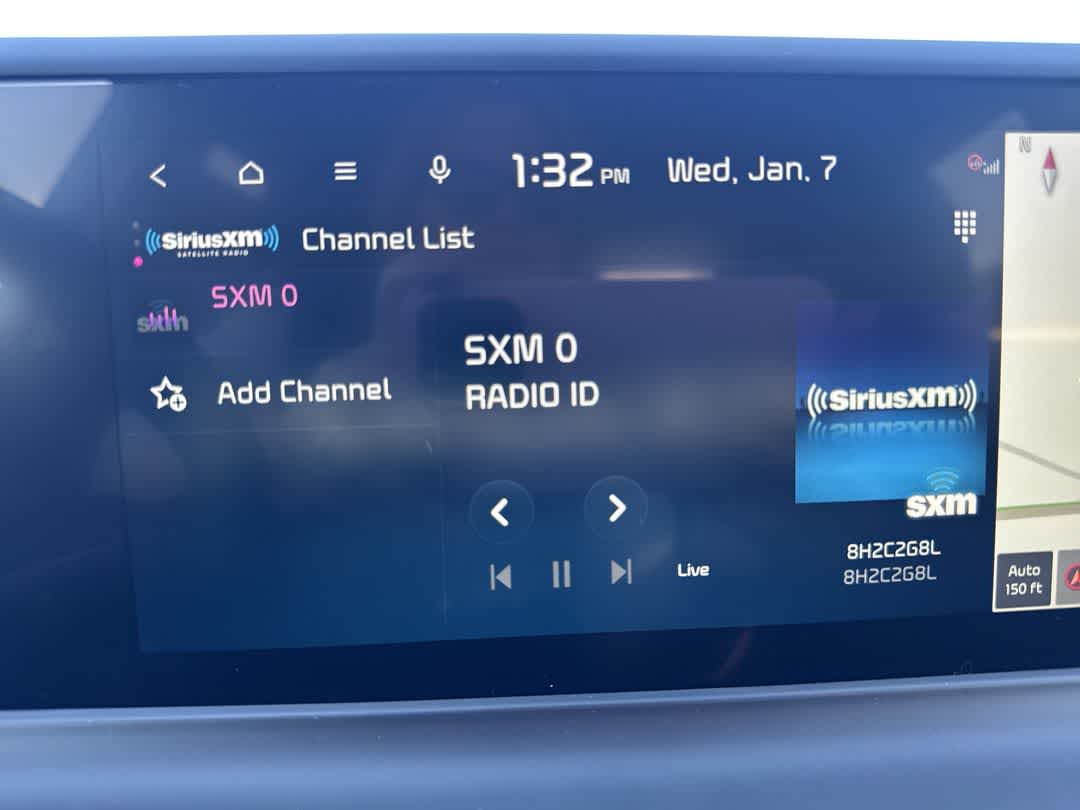 1:32 PM Wed, Jan. 7
N
SiriusXM Channel List
SATELLITE RADIO
SXM 0
sxm
Add Channel
SXM 0
RADIO ID
SiriusXM
sxm
8H2C2G8L
8H2C2G8L
Live
Auto
150 ft